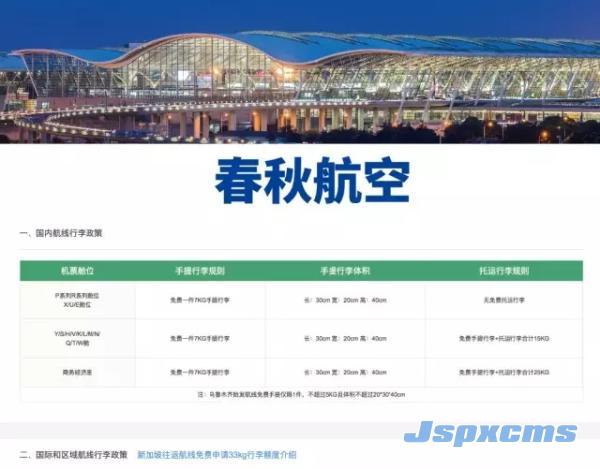 春秋航空
一、国内航线行李政策
机票舱位 手提行李规则 手提行李体积 托运行李规则
P系列R系列舱位
X/U/E舱位
免费一件7KG手提行李 长：30cm 宽：20cm 高：40cm 无免费托运行李
Y/S/H/V/K/L/M/N/
Q/T/W舱
免费一件7KG手提行李 长：30cm 宽：20cm 高：40cm 免费手提行李+托运行李合计15KG
商务经济座 免费一件7KG手提行李 长：30cm 宽：20cm 高：40cm 免费手提行李+托运行李合计25KG
注：乌鲁木齐始发航线免费手提仅限1件，不超过5KG且体积不超过20*30*40cm
Jspxcms
二、国际和区域航线行李政策 新加坡往返航线免费申请33kg行李额度介绍